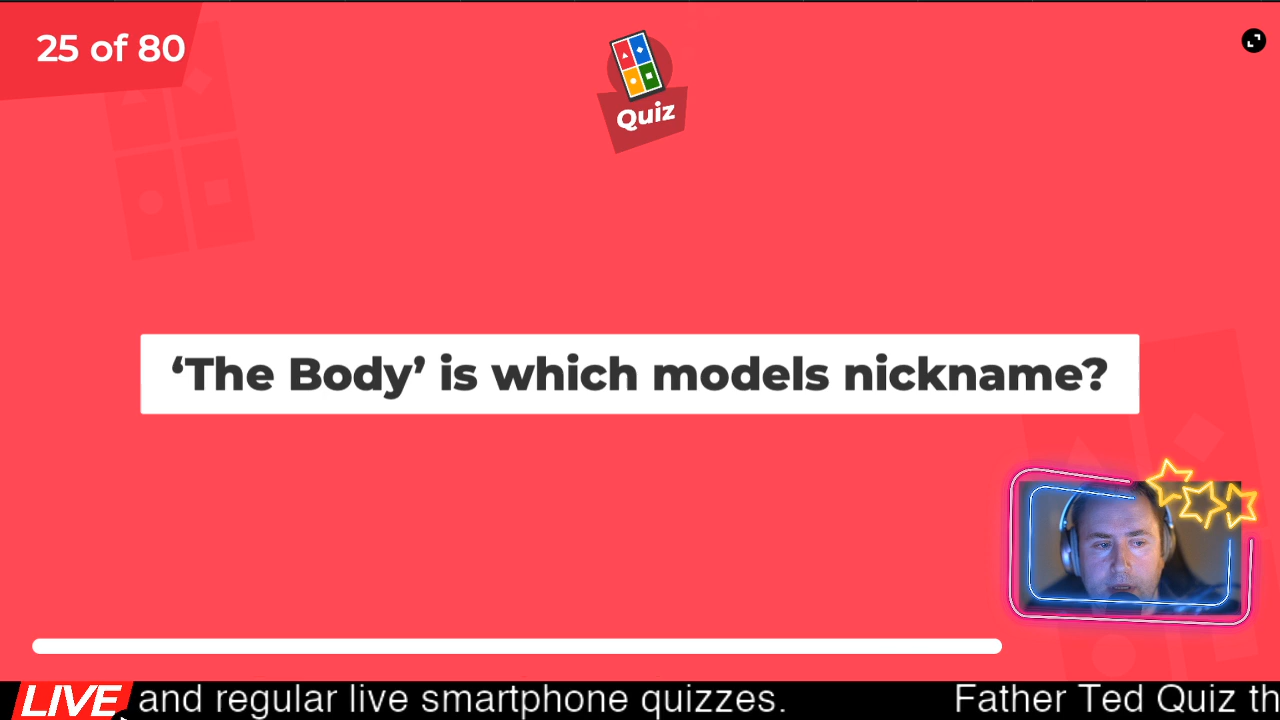 25 of 80
Quiz
‘The Body’ is which models nickname?
LIVE and regular live smartphone quizzes. Father Ted Quiz th